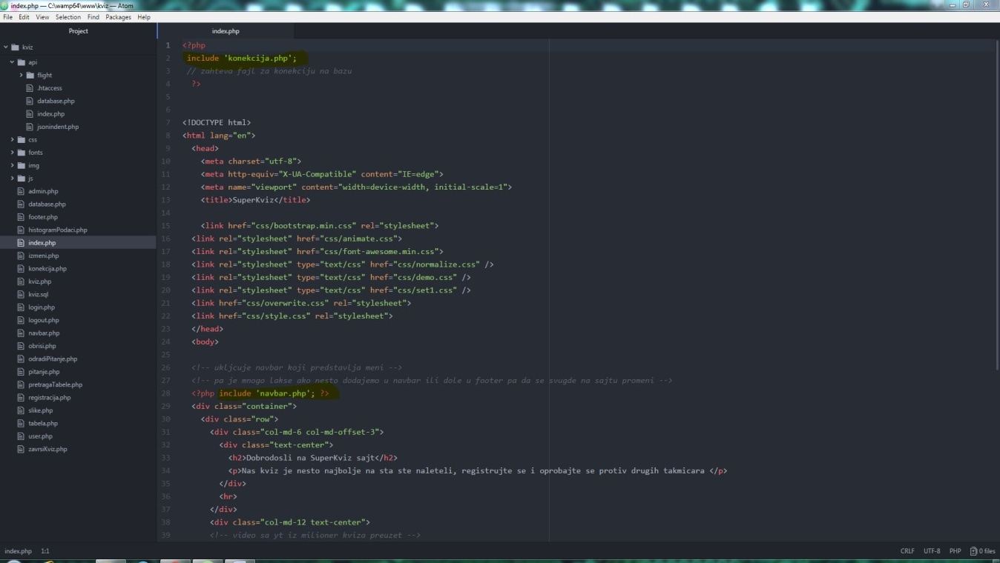 index.php — C:\wamp64\www\kviz — Atom
File Edit View Selection Find Packages Help
Project
kviz
api
flight
.htaccess
database.php
index.php
jsonindent.php
css
fonts
img
js
admin.php
database.php
footer.php
histogramPodaci.php
index.php
izmeni.php
konekcija.php
kviz.php
kviz.sql
login.php
logout.php
navbar.php
obrisi.php
odradiPitanje.php
pitanje.php
pretragaTabele.php
registracija.php
slike.php
tabela.php
user.php
zavrsiKviz.php
index.php
1 <?php
2 include 'konekcija.php';
3 // zahteva fajl za konekciju na bazu
4 ?>
5
6
7 <!DOCTYPE html>
8 <html lang="en">
9 <head>
10 <meta charset="utf-8">
11 <meta http-equiv="X-UA-Compatible" content="IE=edge">
12 <meta name="viewport" content="width=device-width, initial-scale=1">
13 <title>SuperKviz</title>
14
15 <link href="css/bootstrap.min.css" rel="stylesheet">
16 <link rel="stylesheet" href="css/animate.css">
17 <link rel="stylesheet" href="css/font-awesome.min.css">
18 <link rel="stylesheet" type="text/css" href="css/normalize.css" />
19 <link rel="stylesheet" type="text/css" href="css/demo.css" />
20 <link rel="stylesheet" type="text/css" href="css/set1.css" />
21 <link href="css/overwrite.css" rel="stylesheet">
22 <link href="css/style.css" rel="stylesheet">
23 </head>
24 <body>
25
26 <!-- ukljcuje navbar koji predstavlja meni -->
27 <!-- pa je mnogo lakse ako nesto dodajemo u navbar ili dole u footer pa da se svugde na sajtu promeni -->
28 <?php include 'navbar.php'; ?>
29 <div class="container">
30 <div class="row">
31 <div class="col-md-6 col-md-offset-3">
32 <div class="text-center">
33 <h2>Dobrodosli na SuperKviz sajt</h2>
34 <p>Nas kviz je nesto najbolje na sta ste naleteli, registrujte se i oprobajte se protiv drugih takmicara </p>
35 </div>
36 <hr>
37 </div>
38 <div class="col-md-12 text-center">
39 <!-- video sa yt iz milioner kviza preuzet -->
index.php 1:1 CRLF UTF-8 PHP 0 files